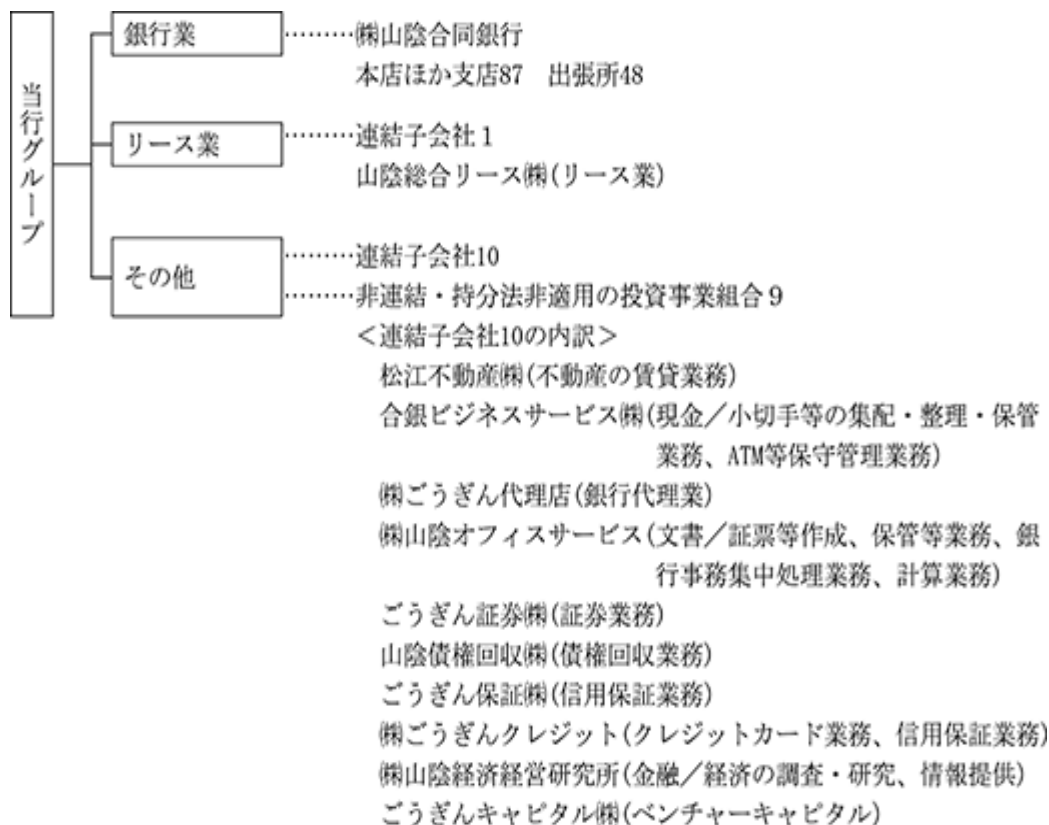 当行グループ
銀行業
………㈱山陰合同銀行
本店ほか支店87　出張所48
リース業
………連結子会社１
山陰総合リース㈱(リース業)
その他
………連結子会社10
………非連結・持分法非適用の投資事業組合９
＜連結子会社10の内訳＞
松江不動産㈱(不動産の賃貸業務)
合銀ビジネスサービス㈱(現金／小切手等の集配・整理・保管
業務、ATM等保守管理業務)
㈱ごうぎん代理店(銀行代理業)
㈱山陰オフィスサービス(文書／証票等作成、保管等業務、銀
行事務集中処理業務、計算業務)
ごうぎん証券㈱(証券業務)
山陰債権回収㈱(債権回収業務)
ごうぎん保証㈱(信用保証業務)
㈱ごうぎんクレジット(クレジットカード業務、信用保証業務)
㈱山陰経済経営研究所(金融／経済の調査・研究、情報提供)
ごうぎんキャピタル㈱(ベンチャーキャピタル)